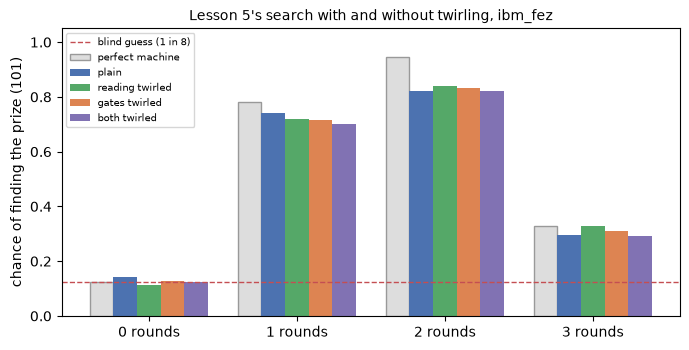 Lesson 5's search with and without twirling, ibm_fez
chance of finding the prize (101)
1.0
0.8
0.6
0.4
0.2
0.0
blind guess (1 in 8)
perfect machine
plain
reading twirled
gates twirled
both twirled
0 rounds
1 rounds
2 rounds
3 rounds